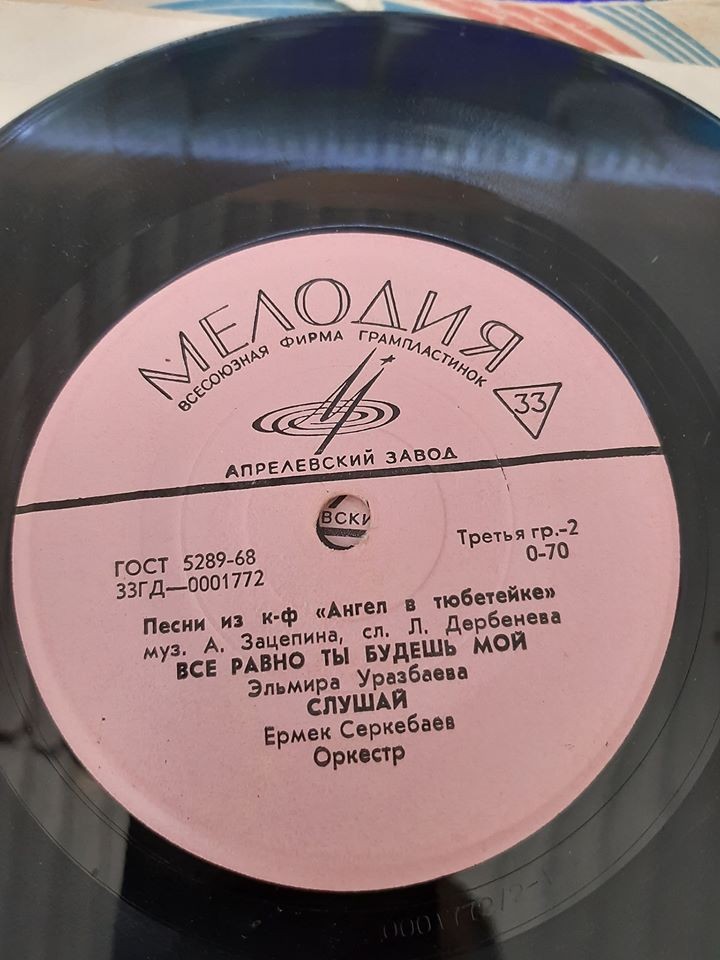 МЕЛОДИЯ
ВСЕСОЮЗНАЯ ФИРМА ГРАМПЛАСТИНОК
33
АПРЕЛЕВСКИЙ ЗАВОД
ВСКИ
ГОСТ 5289-68
33ГД—0001772
Третья гр.-2
0-70
Песни из к-ф «Ангел в тюбетейке»
муз. А. Зацепина, сл. Л. Дербенева
ВСЕ РАВНО ТЫ БУДЕШЬ МОЙ
Эльмира Уразбаева
СЛУШАЙ
Ермек Серкебаев
Оркестр